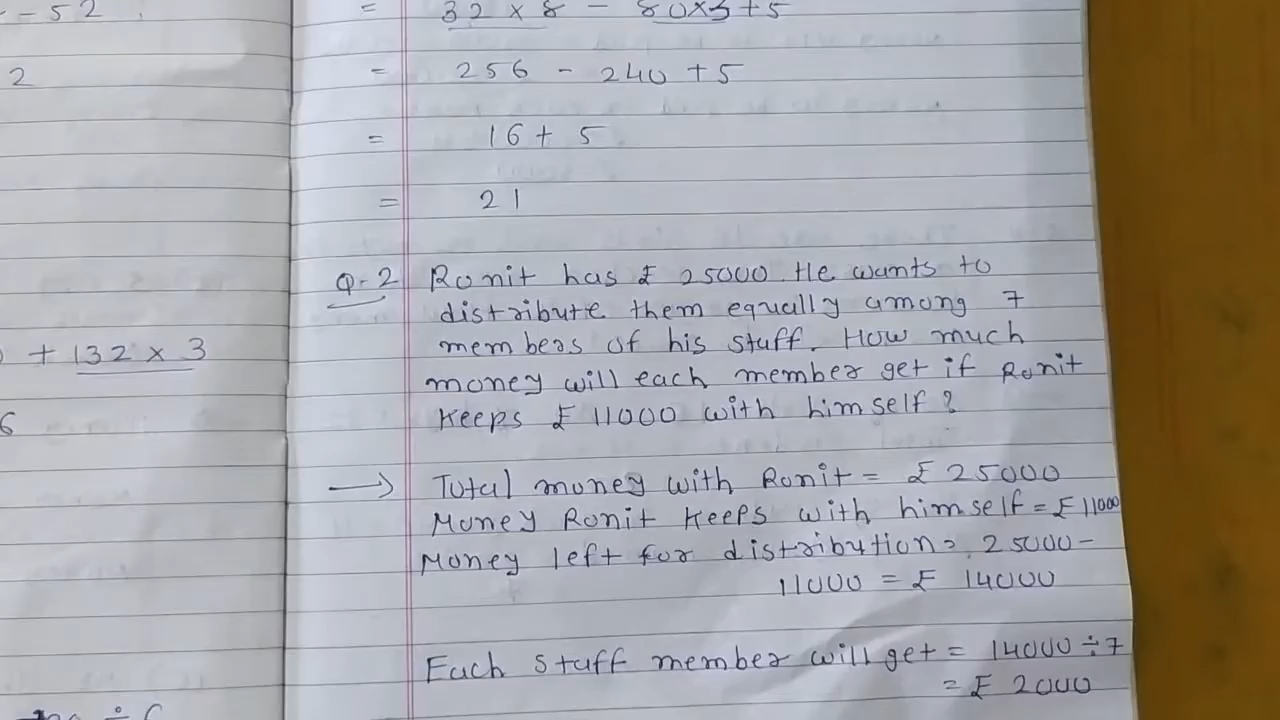 - 52
2
+ 132 × 3
6
= 32 × 8 - 80×3+5
= 256 - 240 +5
= 16 + 5
= 21
Q-2 Ronit has £ 25000. He wants to
distribute them equally among 7
members of his staff. How much
money will each member get if Ronit
keeps £ 11000 with himself?
→ Total money with Ronit = £ 25000
Money Ronit keeps with himself = £ 11000
Money left for distribution = 25000-
11000 = £ 14000
Each staff member will get = 14000÷7
= £ 2000